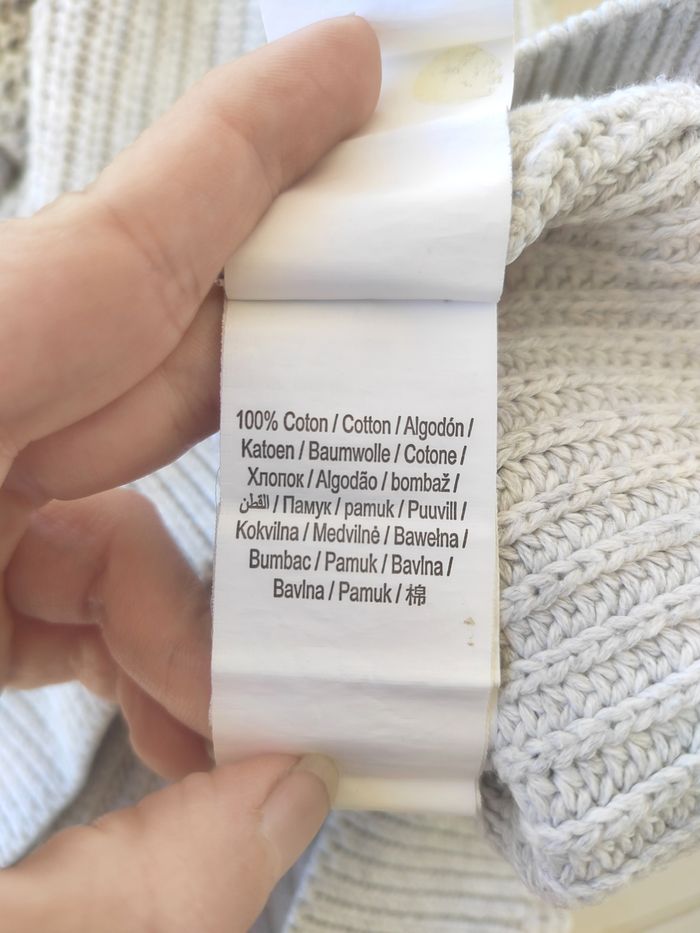 100% Coton / Cotton / Algodón /
Katoen / Baumwolle / Cotone /
Хлопок / Algodão / bombaž /
القطن / Памук / pamuk / Puuvill /
Kokvilna / Medvilnė / Bawełna /
Bumbac / Pamuk / Bavlna /
Bavlna / Pamuk / 棉